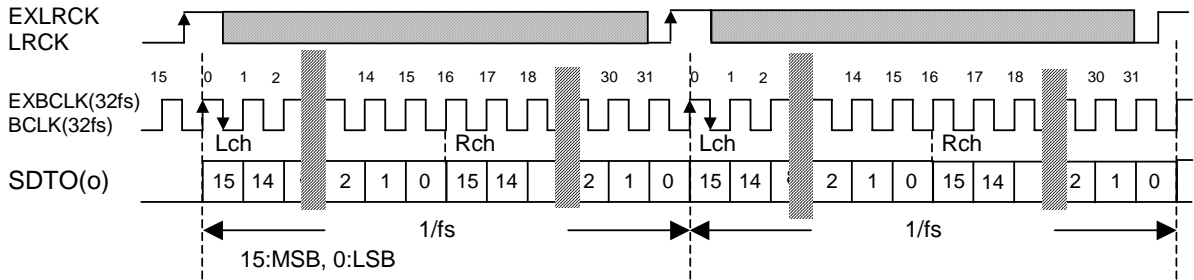 EXLRCK
LRCK
15 0 1 2 14 15 16 17 18 30 31 0 1 2 14 15 16 17 18 30 31
EXBCLK(32fs)
BCLK(32fs)
Lch Rch Lch Rch
SDTO(o) 15 14 2 1 0 15 14 2 1 0 15 14 2 1 0 15 14 2 1 0
1/fs 1/fs
15:MSB, 0:LSB